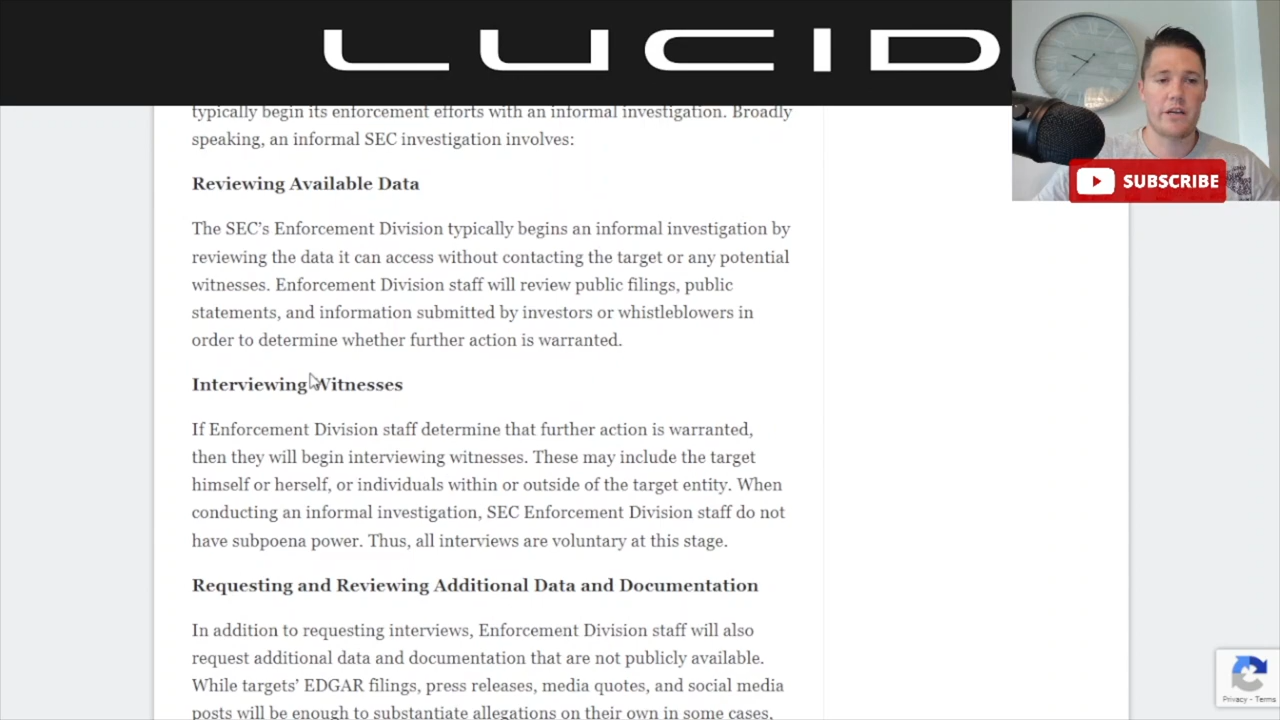 LUCID
typically begin its enforcement efforts with an informal investigation. Broadly
speaking, an informal SEC investigation involves:
SUBSCRIBE
Reviewing Available Data
The SEC's Enforcement Division typically begins an informal investigation by
reviewing the data it can access without contacting the target or any potential
witnesses. Enforcement Division staff will review public filings, public
statements, and information submitted by investors or whistleblowers in
order to determine whether further action is warranted.
Interviewing Witnesses
If Enforcement Division staff determine that further action is warranted,
then they will begin interviewing witnesses. These may include the target
himself or herself, or individuals within or outside of the target entity. When
conducting an informal investigation, SEC Enforcement Division staff do not
have subpoena power. Thus, all interviews are voluntary at this stage.
Requesting and Reviewing Additional Data and Documentation
In addition to requesting interviews, Enforcement Division staff will also
request additional data and documentation that are not publicly available.
While targets' EDGAR filings, press releases, media quotes, and social media
posts will be enough to substantiate allegations on their own in some cases,
Privacy - Terms